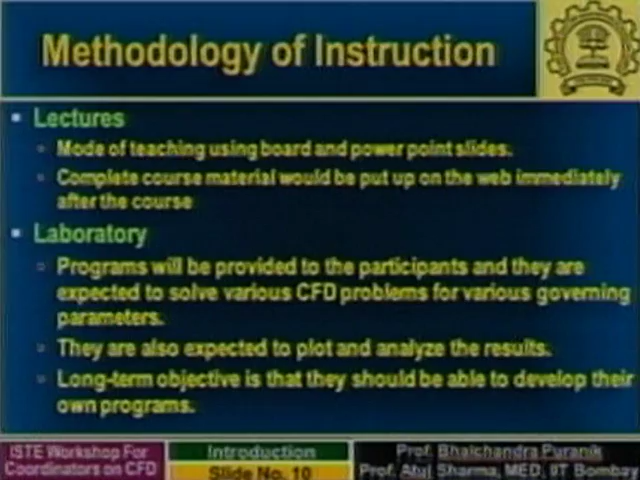 Methodology of Instruction
Lectures
Mode of teaching using board and power point slides.
Complete course material would be put up on the web immediately
after the course
Laboratory
Programs will be provided to the participants and they are
expected to solve various CFD problems for various governing
parameters.
They are also expected to plot and analyze the results.
Long-term objective is that they should be able to develop their
own programs.
ISTE Workshop For
Coordinators on CFD
Introduction
Slide No. 10
Prof. Bhalchandra Puranik
Prof. Atul Sharma, MED, IIT Bombay